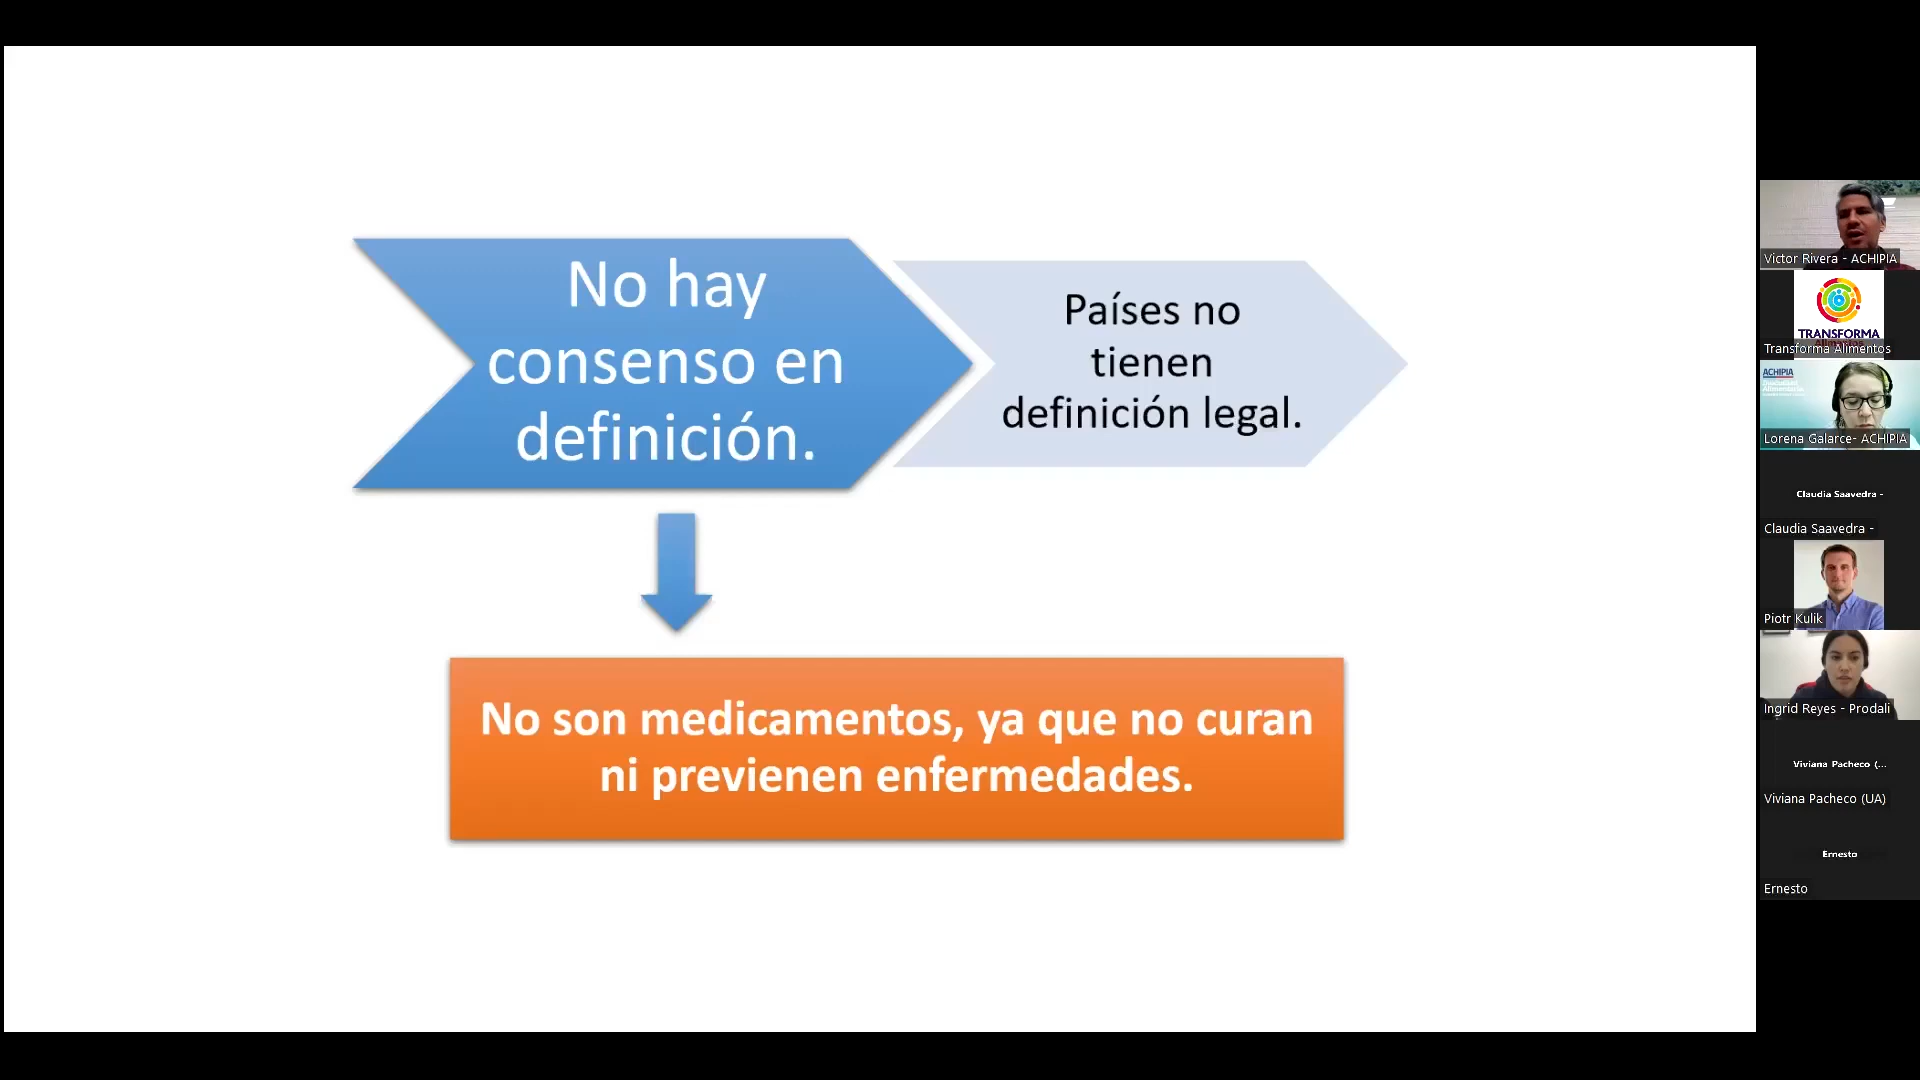 No hay
consenso en
definición.
Países no
tienen
definición legal.
No son medicamentos, ya que no curan
ni previenen enfermedades.
Victor Rivera - ACHIPIA
TRANSFORMA
Transforma Alimentos
ACHIPIA
Lorena Galarce- ACHIPIA
Claudia Saavedra -
Claudia Saavedra -
Piotr Kulik
Ingrid Reyes - Prodali
Viviana Pacheco (...
Viviana Pacheco (UA)
Ernesto
Ernesto